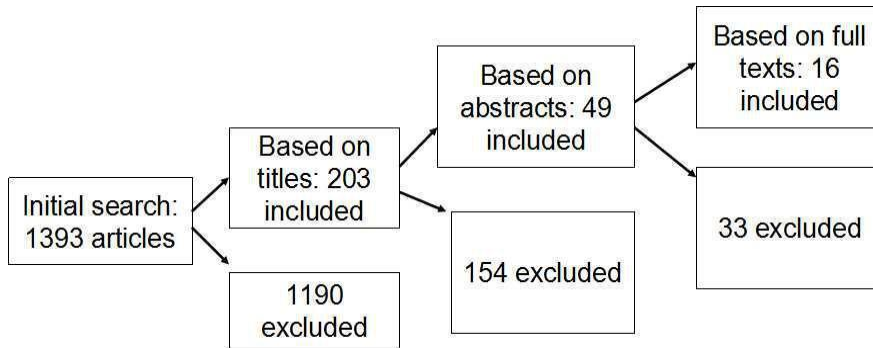 Initial search:
1393 articles
Based on
titles: 203
included
1190
excluded
Based on
abstracts: 49
included
154 excluded
Based on full
texts: 16
included
33 excluded